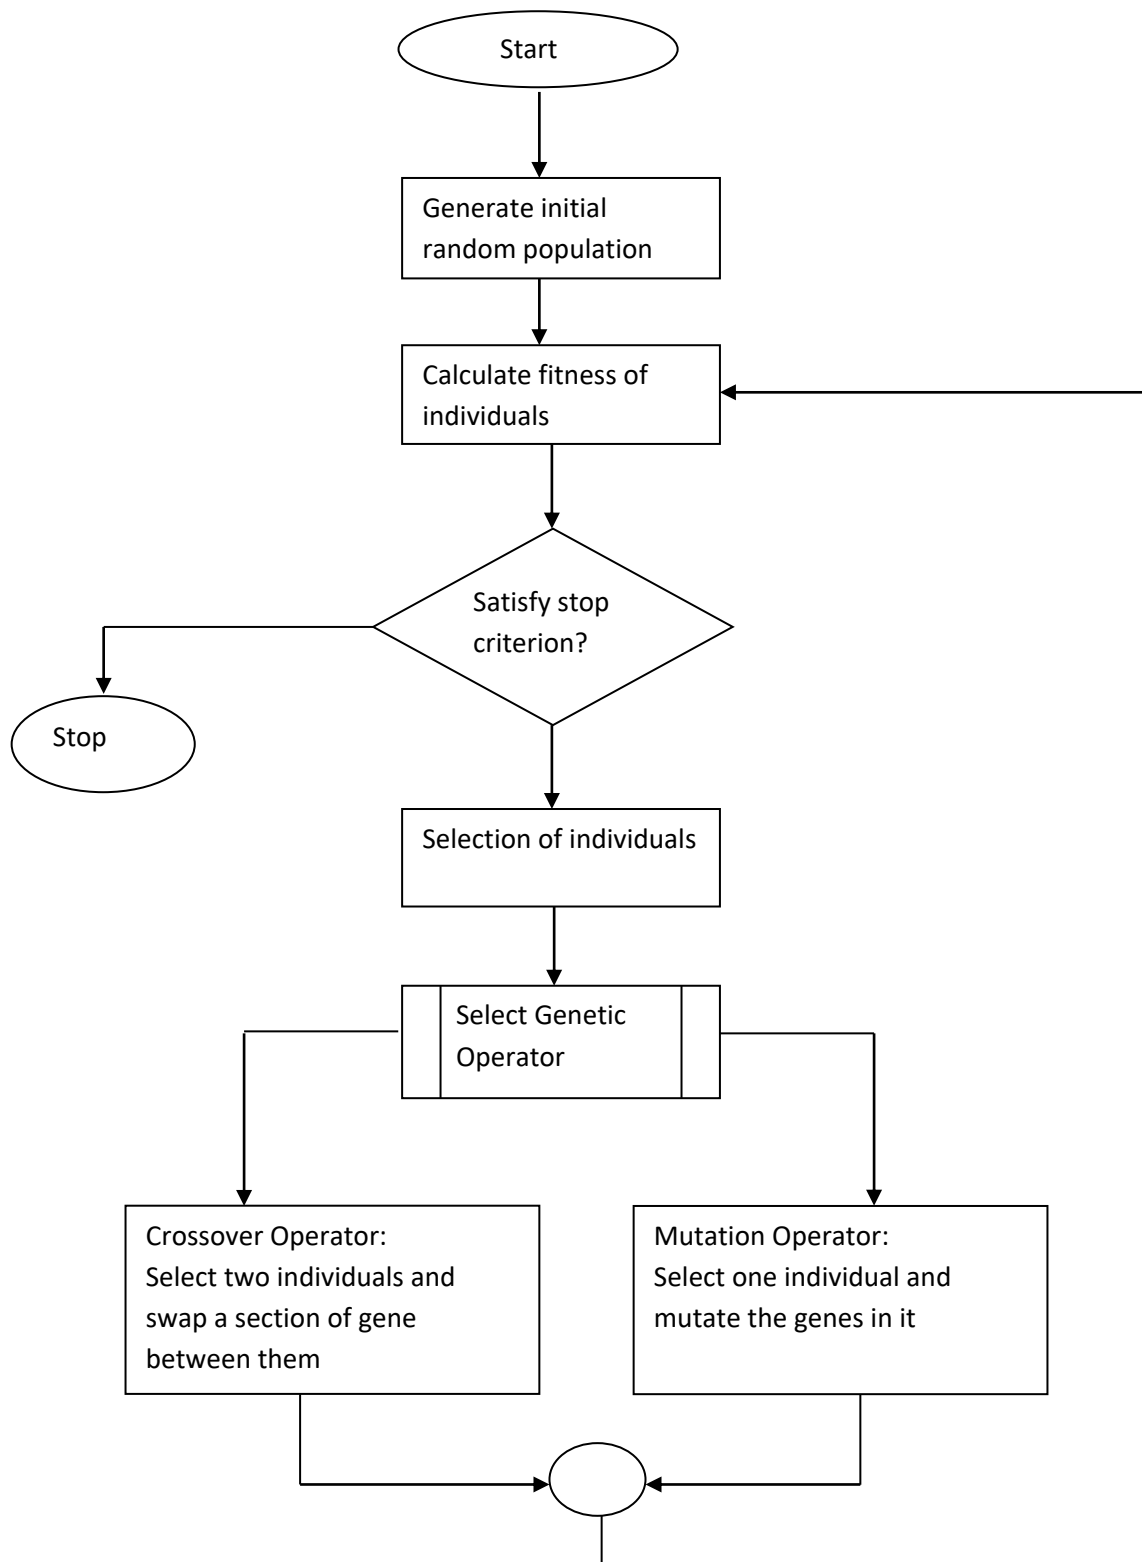 Start
Generate initial
random population
Calculate fitness of
individuals
Satisfy stop
criterion?
Stop
Selection of individuals
Select Genetic
Operator
Crossover Operator:
Select two individuals and
swap a section of gene
between them
Mutation Operator:
Select one individual and
mutate the genes in it